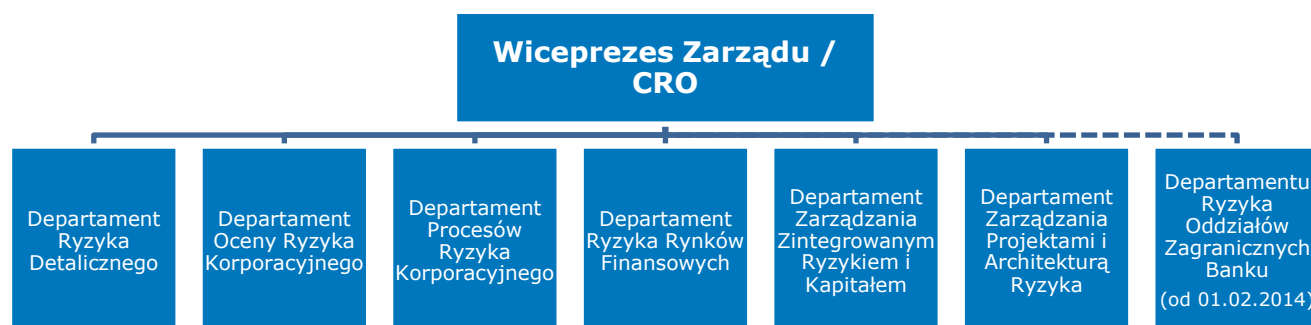 Wiceprezes Zarządu /
CRO
Departament
Ryzyka
Detalicznego
Departament
Oceny Ryzyka
Korporacyjnego
Departament
Procesów
Ryzyka
Korporacyjnego
Departament
Ryzyka Rynków
Finansowych
Departament
Zarządzania
Zintegrowanym
Ryzykiem i
Kapitałem
Departament
Zarządzania
Projektami i
Architekturą
Ryzyka
Departamentu
Ryzyka
Oddziałów
Zagranicznych
Banku
(od 01.02.2014)